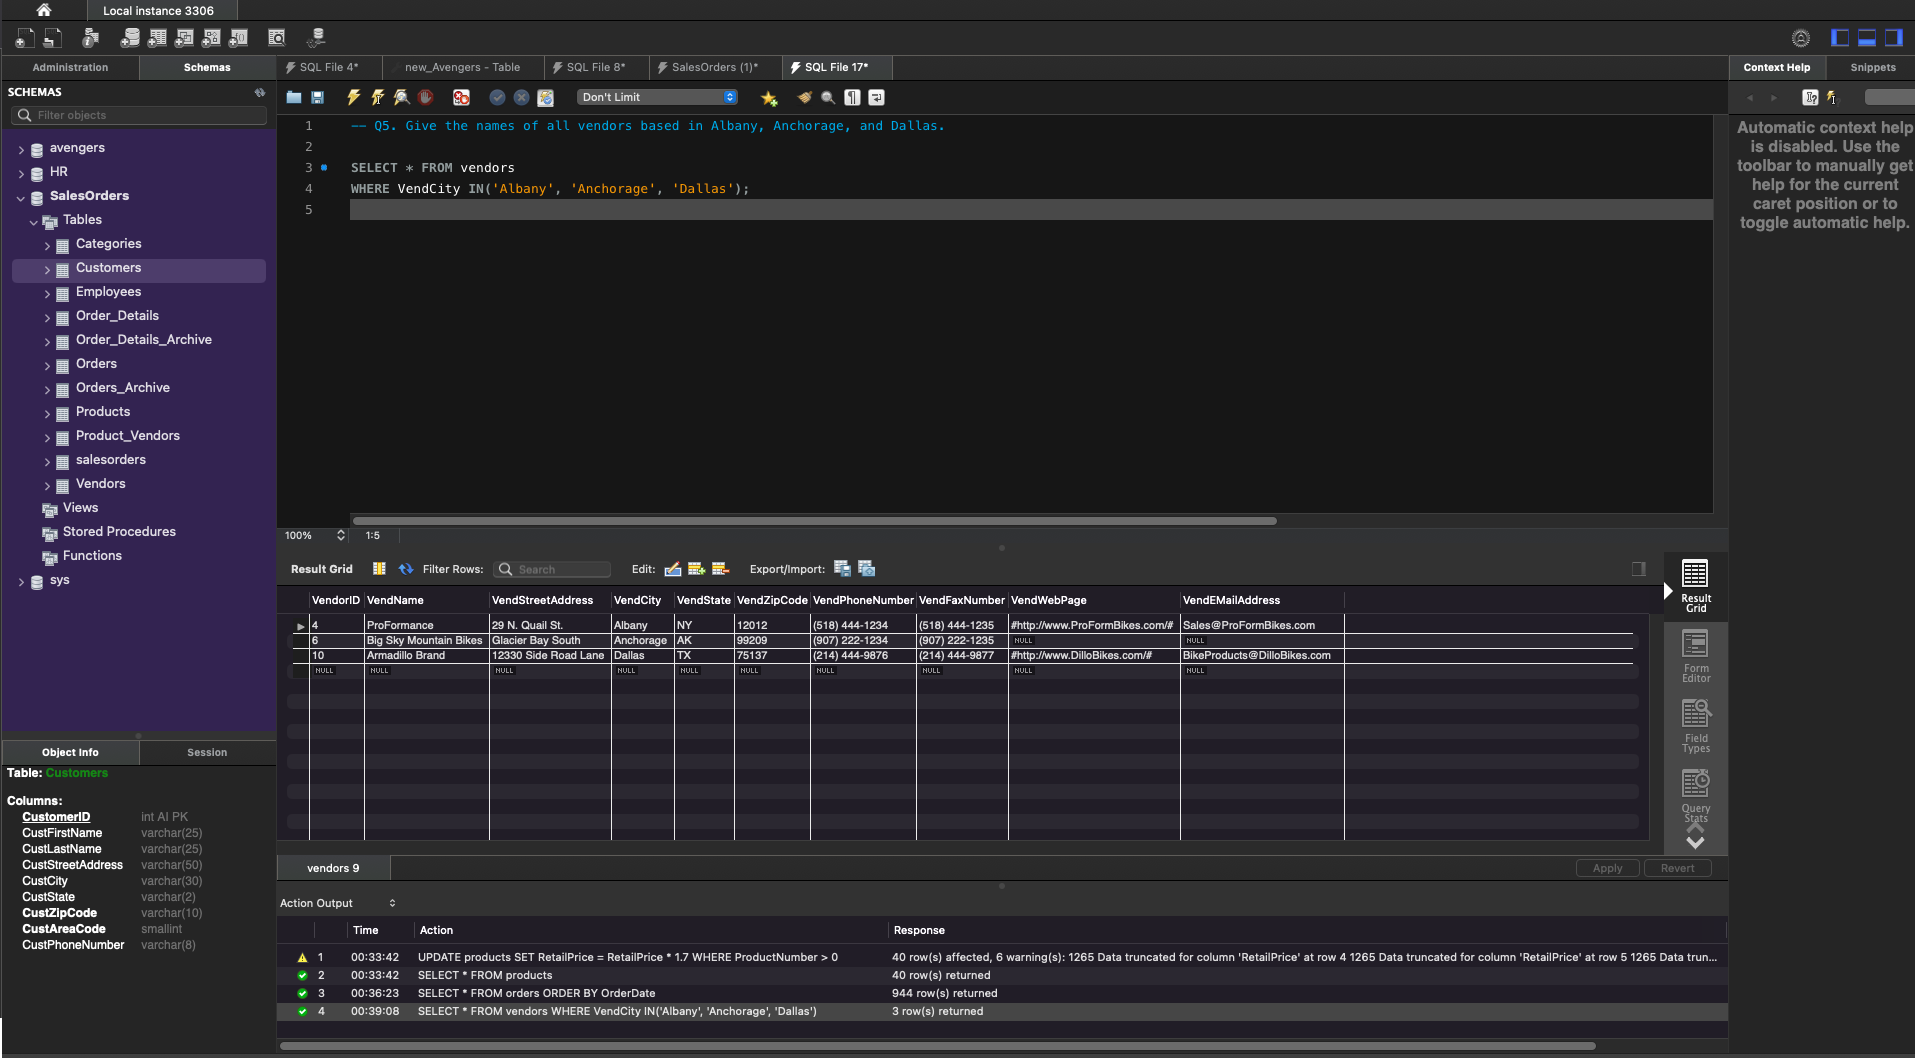 Local instance 3306
Administration
Schemas
SQL File 4*
new_Avengers - Table
SQL File 8*
SalesOrders (1)*
SQL File 17*
Context Help
Snippets
SCHEMAS
Filter objects
avengers
HR
SalesOrders
Tables
Categories
Customers
Employees
Order_Details
Order_Details_Archive
Orders
Orders_Archive
Products
Product_Vendors
salesorders
Vendors
Views
Stored Procedures
Functions
sys
Object Info
Session
Table: Customers
Columns:
CustomerID int AI PK
CustFirstName varchar(25)
CustLastName varchar(25)
CustStreetAddress varchar(50)
CustCity varchar(30)
CustState varchar(2)
CustZipCode varchar(10)
CustAreaCode smallint
CustPhoneNumber varchar(8)
Don't Limit
1 -- Q5. Give the names of all vendors based in Albany, Anchorage, and Dallas.
2
3 SELECT * FROM vendors
4 WHERE VendCity IN('Albany', 'Anchorage', 'Dallas');
5
100% 1:5
Automatic context help
is disabled. Use the
toolbar to manually get
help for the current
caret position or to
toggle automatic help.
Result Grid
Filter Rows:
Search
Edit:
Export/Import:
VendorID VendName VendStreetAddress VendCity VendState VendZipCode VendPhoneNumber VendFaxNumber VendWebPage VendEMailAddress
4 ProFormance 29 N. Quail St. Albany NY 12012 (518) 444-1234 (518) 444-1235 #http://www.ProFormBikes.com/# Sales@ProFormBikes.com
6 Big Sky Mountain Bikes Glacier Bay South Anchorage AK 99209 (907) 222-1234 (907) 222-1235 NULL NULL
10 Armadillo Brand 12330 Side Road Lane Dallas TX 75137 (214) 444-9876 (214) 444-9877 #http://www.DilloBikes.com/# BikeProducts@DilloBikes.com
NULL NULL NULL NULL NULL NULL NULL NULL NULL NULL
Result
Grid
Form
Editor
Field
Types
Query
Stats
vendors 9
Apply
Revert
Action Output
Time Action Response
1 00:33:42 UPDATE products SET RetailPrice = RetailPrice * 1.7 WHERE ProductNumber > 0 40 row(s) affected, 6 warning(s): 1265 Data truncated for column 'RetailPrice' at row 4 1265 Data truncated for column 'RetailPrice' at row 5 1265 Data trun...
2 00:33:42 SELECT * FROM products 40 row(s) returned
3 00:36:23 SELECT * FROM orders ORDER BY OrderDate 944 row(s) returned
4 00:39:08 SELECT * FROM vendors WHERE VendCity IN('Albany', 'Anchorage', 'Dallas') 3 row(s) returned